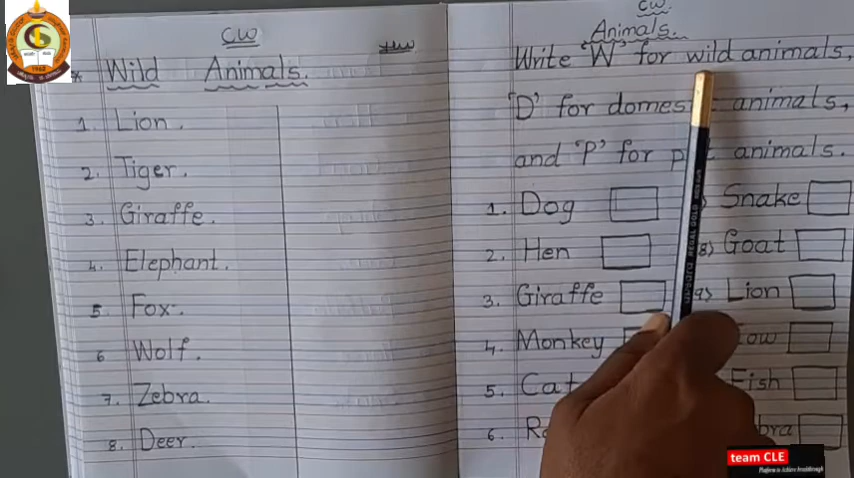 CW
Wild Animals.
1. Lion.
2. Tiger.
3. Giraffe.
4. Elephant.
5. Fox.
6 Wolf.
7. Zebra.
8. Deer.
CW
Animals.
Write 'W' for wild animals,
'D' for domes animals,
and 'P' for animals.
1. Dog Snake
2. Hen 8) Goat
3. Giraffe 9) Lion
4. Monkey
5. Cat Fish
6.
team CLE